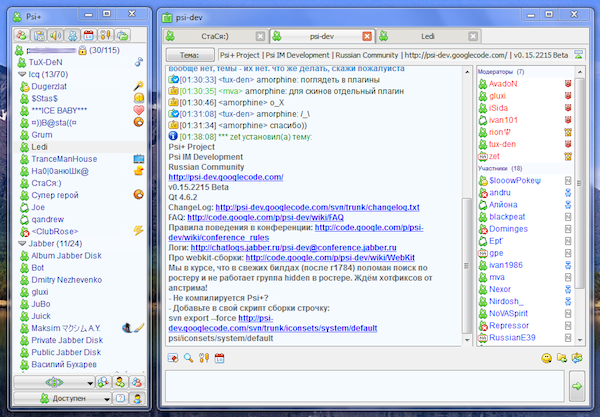 Psi+
(30/115)
TuX-DeN
Icq (13/70)
Dugerzlat
$Stas$
***ICE BABY***
¤))B@sta((¤
Grum
Ledi
TranceManHouse
На0|0анюШк@
СтаСя:)
Супер герой
Joe
qandrew
<ClubRose>
Jabber (11/24)
Album Jabber Disk
Bot
Dmitry Nezhevenko
gluxi
JuBo
Juick
Maksim マクシム A.Y.
Private Jabber Disk
Public Jabber Disk
Василий Бухарев
Доступен
psi-dev
СтаСя:)
psi-dev
Ledi
Тема:
Psi+ Project | Psi IM Development | Russian Community | http://psi-dev.googlecode.com/ | v0.15.2215 Beta
вообще нет, темы - их нет. что же делать, скажи пожалуйста
[01:30:33] <tux-den> amorphine: поглядеть в плагины
[01:30:35] <mva> amorphine: для скинов отдельный плагин
[01:30:46] <amorphine> o_X
[01:31:08] <tux-den> amorphine: /_\
[01:31:34] <amorphine> спасибо))
[01:38:08] *** zet установил(а) тему:
Psi+ Project
Psi IM Development
Russian Community
http://psi-dev.googlecode.com/
v0.15.2215 Beta
Qt 4.6.2
ChangeLog: http://psi-dev.googlecode.com/svn/trunk/changelog.txt
FAQ: http://code.google.com/p/psi-dev/wiki/FAQ
Правила поведения в конференции: http://code.google.com/p/psi-
dev/wiki/conference_rules
Логи: http://chatlogs.jabber.ru/psi-dev@conference.jabber.ru
Про webkit-сборки: http://code.google.com/p/psi-dev/wiki/WebKit
Мы в курсе, что в свежих билдах (после r1784) поломан поиск по
ростеру и не работает группа hidden в ростере. Ждём хотфиксов от
апстрима!
- Не компилируется Psi+?
- Добавьте в свой скрипт сборки строчку:
svn export --force http://psi-
dev.googlecode.com/svn/trunk/iconsets/system/default
psi/iconsets/system/default
Модераторы (7)
AvadoN
gluxi
iSida
ivan101
tux-den
zet
Участники (18)
$looowPokeу
andru
Алйона
blackpeat
Dominges
Ept'
gpe
ivan1986
mva
Nexor
Nirdosh_
NoVASpirit
Repressor
RussianE39